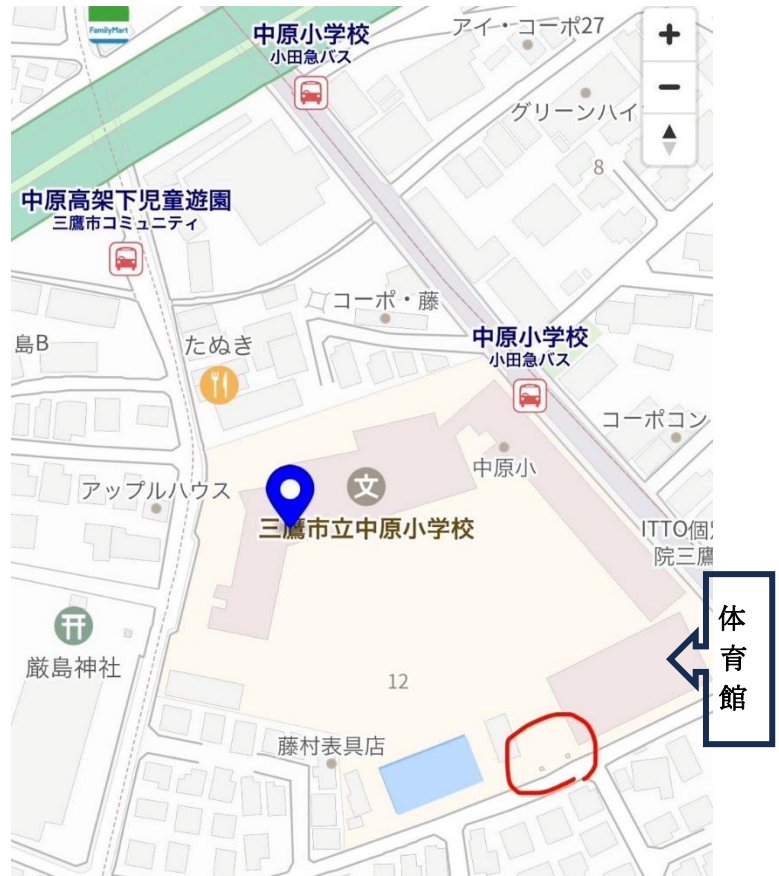 FamilyMart
中原小学校
小田急バス
アイ・コーポ27
+
グリーンハイ
−
8
中原高架下児童遊園
三鷹市コミュニティ
コーポ・藤
島B
たぬき
中原小学校
小田急バス
コーポコン
中原小
アップルハウス
文
三鷹市立中原小学校
ITTO個
院三鷹
体育館
厳島神社
12
藤村表具店